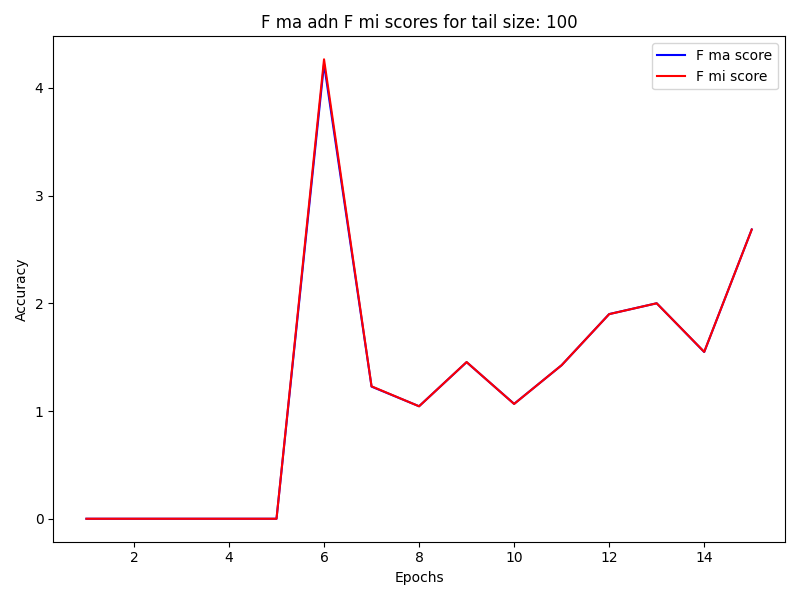 F ma adn F mi scores for tail size: 100
F ma score
F mi score
4
3
2
1
0
Accuracy
2 4 6 8 10 12 14
Epochs